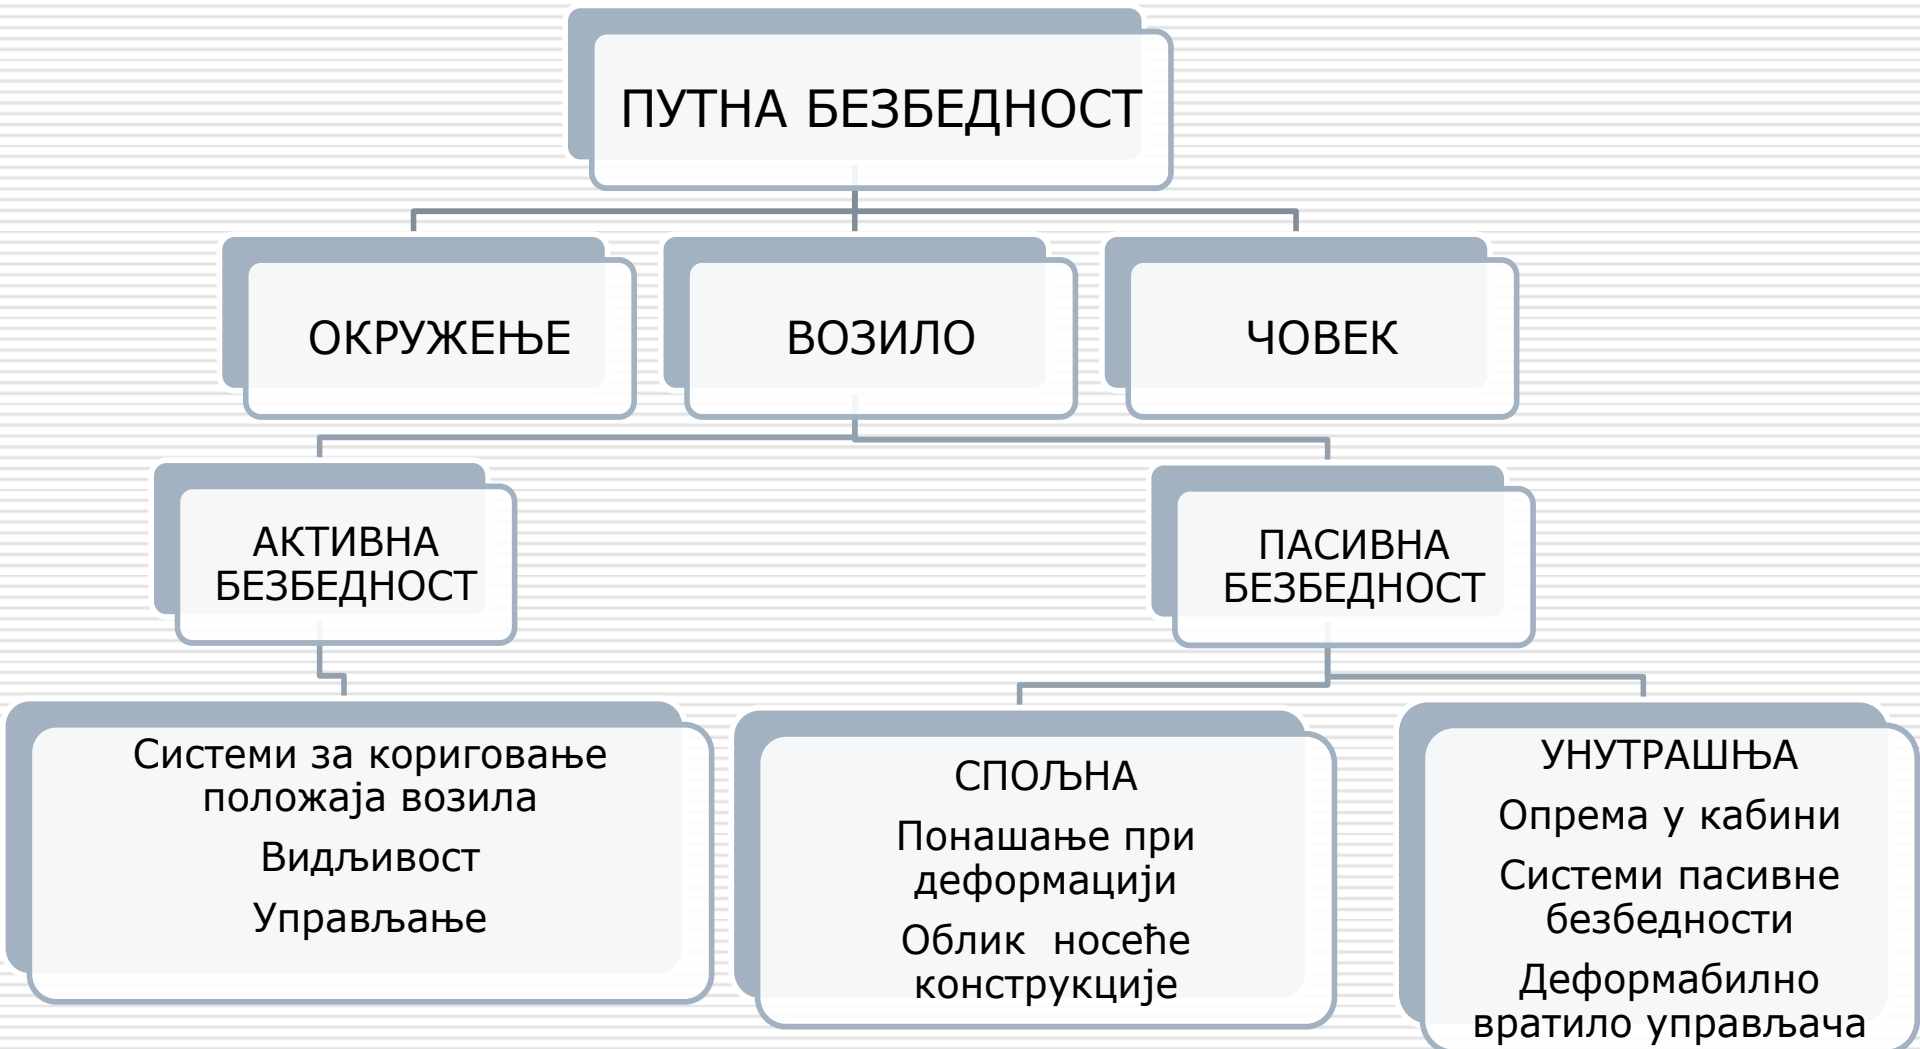 ПУТНА БЕЗБЕДНОСТ
ОКРУЖЕЊЕ
ВОЗИЛО
ЧОВЕК
АКТИВНА
БЕЗБЕДНОСТ
ПАСИВНА
БЕЗБЕДНОСТ
Системи за кориговање
положаја возила
Видљивост
Управљање
СПОЉНА
Понашање при
деформацији
Облик  носеће
конструкције
УНУТРАШЊА
Опрема у кабини
Системи пасивне
безбедности
Деформабилно
вратило управљача